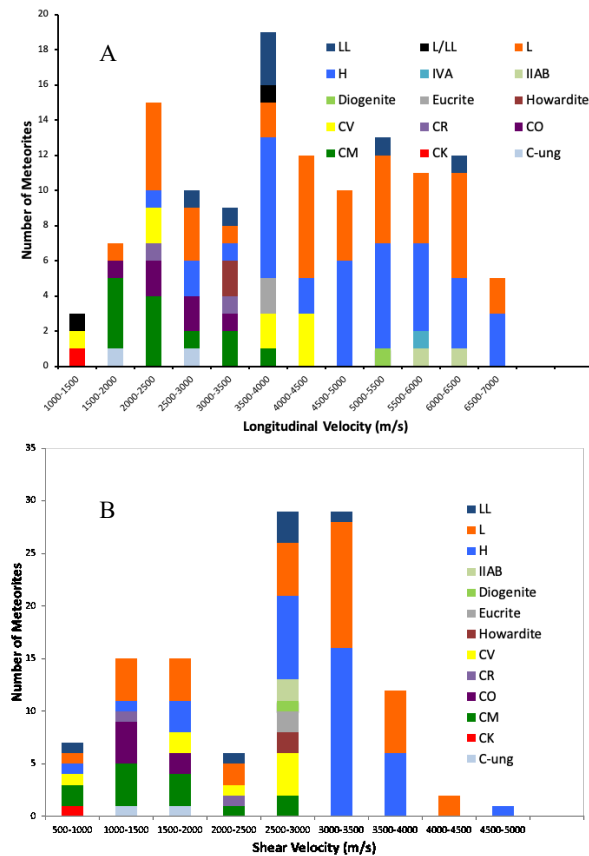 A
20
18
16
14
12
10
8
6
4
2
0
Number of Meteorites
LL L/LL L
H IVA IIAB
Diogenite Eucrite Howardite
CV CR CO
CM CK C-ung
1000-1500 1500-2000 2000-2500 2500-3000 3000-3500 3500-4000 4000-4500 4500-5000 5000-5500 5500-6000 6000-6500 6500-7000
Longitudinal Velocity (m/s)
B
35
30
25
20
15
10
5
0
Number of Meteorites
LL
L
H
IIAB
Diogenite
Eucrite
Howardite
CV
CR
CO
CM
CK
C-ung
500-1000 1000-1500 1500-2000 2000-2500 2500-3000 3000-3500 3500-4000 4000-4500 4500-5000
Shear Velocity (m/s)